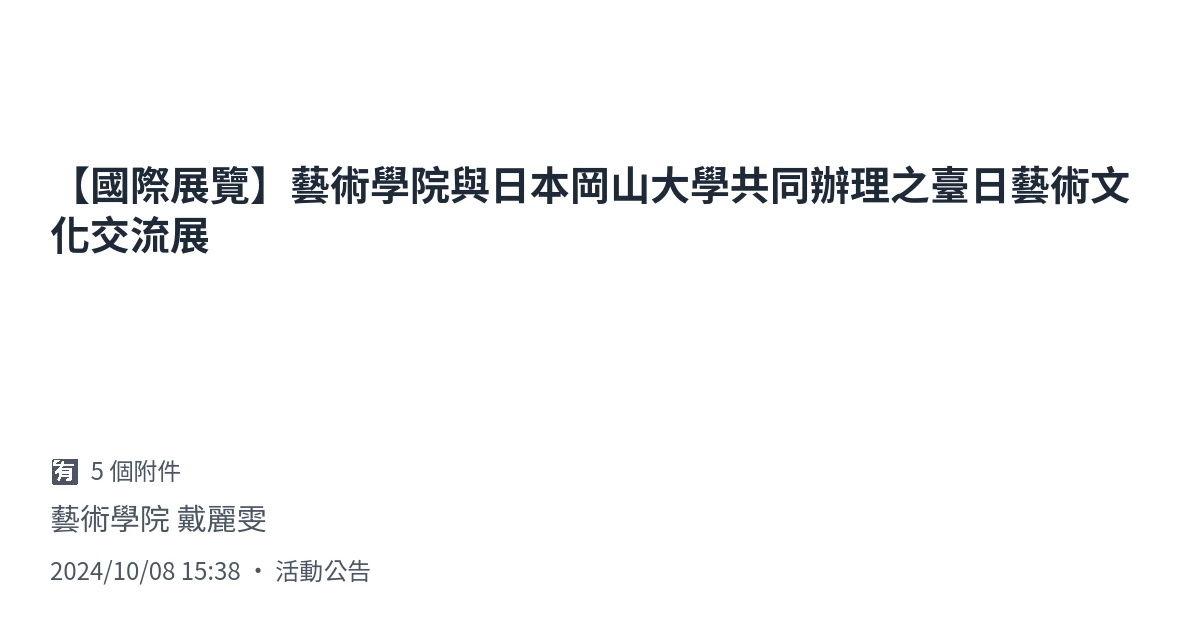 【國際展覽】藝術學院與日本岡山大學共同辦理之臺日藝術文
化交流展
有 5 個附件
藝術學院 戴麗雯
2024/10/08 15:38 • 活動公告